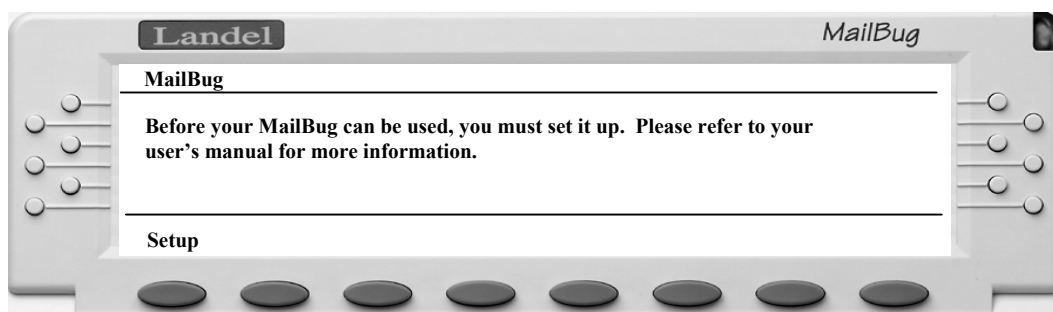 Landel
MailBug
MailBug
Before your MailBug can be used, you must set it up. Please refer to your
user’s manual for more information.
Setup